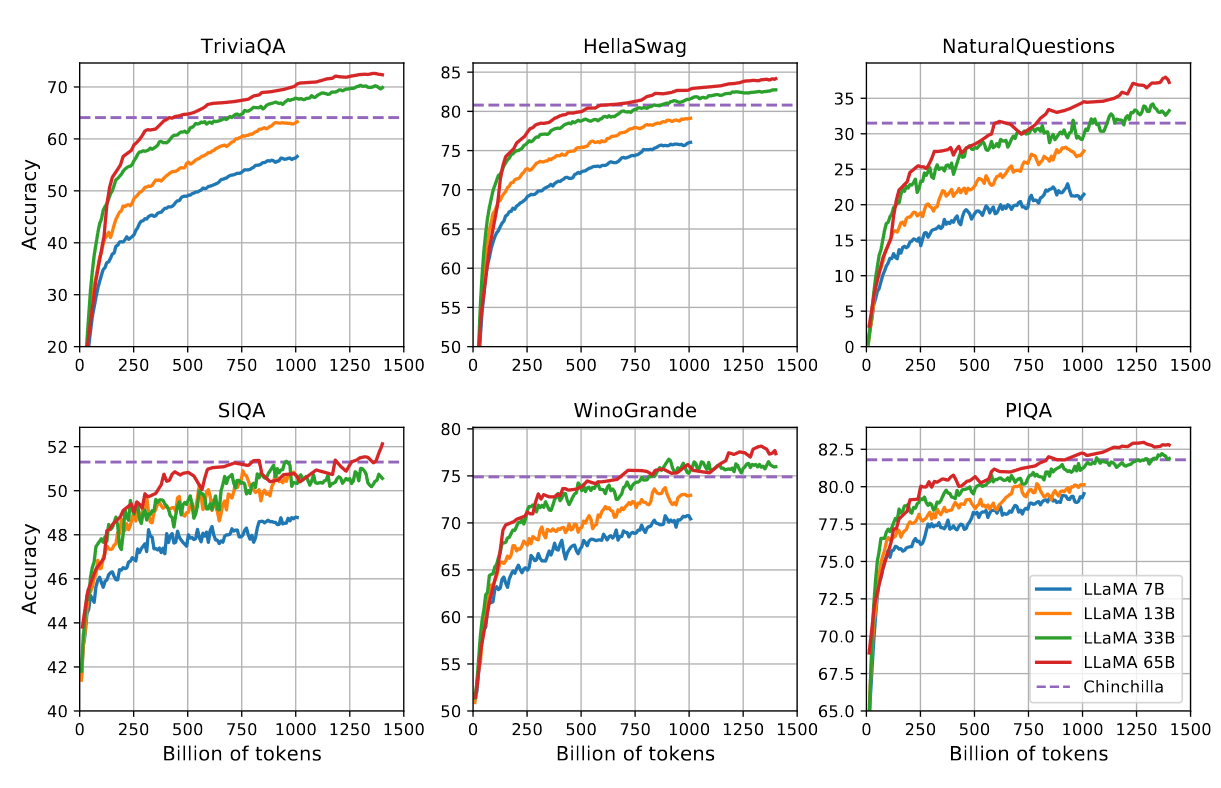 TriviaQA
HellaSwag
NaturalQuestions
Accuracy
70
60
50
40
30
20
0 250 500 750 1000 1250 1500
85
80
75
70
65
60
55
50
0 250 500 750 1000 1250 1500
35
30
25
20
15
10
5
0
0 250 500 750 1000 1250 1500
SIQA
WinoGrande
PIQA
Accuracy
52
50
48
46
44
42
40
0 250 500 750 1000 1250 1500
Billion of tokens
80
75
70
65
60
55
50
0 250 500 750 1000 1250 1500
Billion of tokens
82.5
80.0
77.5
75.0
72.5
70.0
67.5
65.0
LLaMA 7B
LLaMA 13B
LLaMA 33B
LLaMA 65B
Chinchilla
0 250 500 750 1000 1250 1500
Billion of tokens